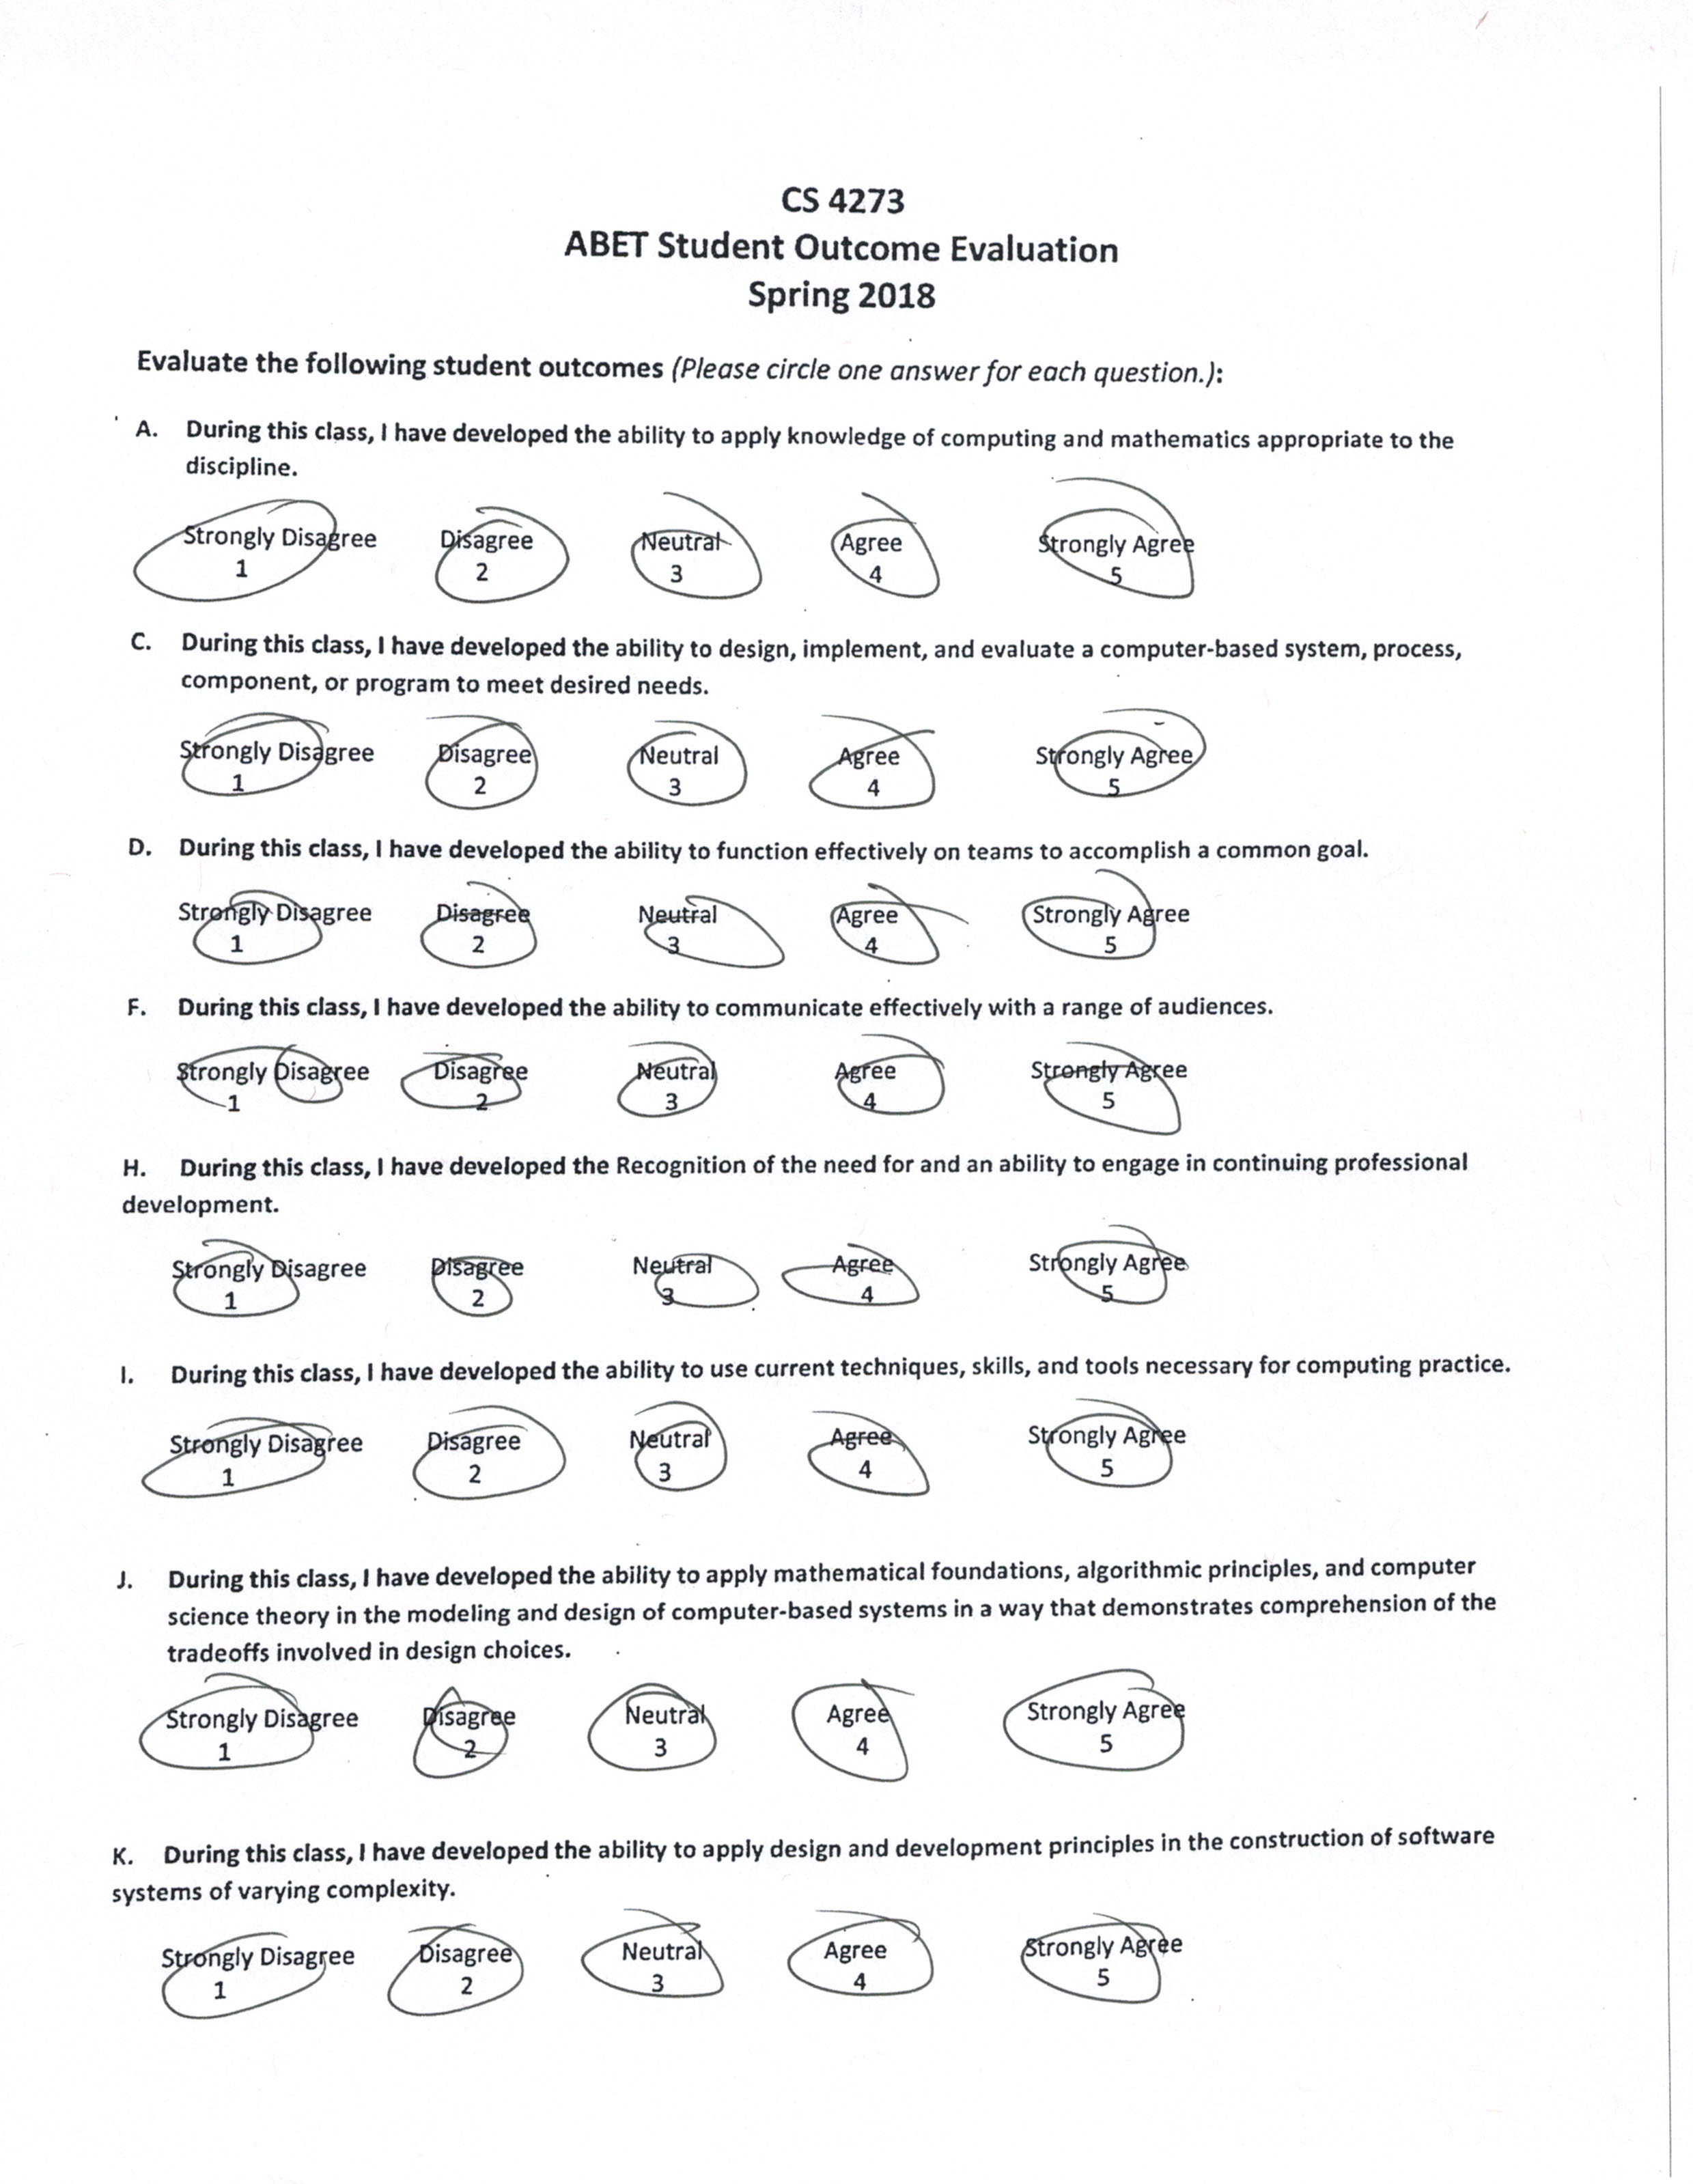 CS 4273
ABET Student Outcome Evaluation
Spring 2018
Evaluate the following student outcomes (Please circle one answer for each question.):
A. During this class, I have developed the ability to apply knowledge of computing and mathematics appropriate to the
discipline.
Strongly Disagree Disagree Neutral Agree Strongly Agree
1 2 3 4 5
C. During this class, I have developed the ability to design, implement, and evaluate a computer-based system, process,
component, or program to meet desired needs.
Strongly Disagree Disagree Neutral Agree Strongly Agree
1 2 3 4 5
D. During this class, I have developed the ability to function effectively on teams to accomplish a common goal.
Strongly Disagree Disagree Neutral Agree Strongly Agree
1 2 3 4 5
F. During this class, I have developed the ability to communicate effectively with a range of audiences.
Strongly Disagree Disagree Neutral Agree Strongly Agree
1 2 3 4 5
H. During this class, I have developed the Recognition of the need for and an ability to engage in continuing professional
development.
Strongly Disagree Disagree Neutral Agree Strongly Agree
1 2 3 4 5
I. During this class, I have developed the ability to use current techniques, skills, and tools necessary for computing practice.
Strongly Disagree Disagree Neutral Agree Strongly Agree
1 2 3 4 5
J. During this class, I have developed the ability to apply mathematical foundations, algorithmic principles, and computer
science theory in the modeling and design of computer-based systems in a way that demonstrates comprehension of the
tradeoffs involved in design choices.
Strongly Disagree Disagree Neutral Agree Strongly Agree
1 2 3 4 5
K. During this class, I have developed the ability to apply design and development principles in the construction of software
systems of varying complexity.
Strongly Disagree Disagree Neutral Agree Strongly Agree
1 2 3 4 5